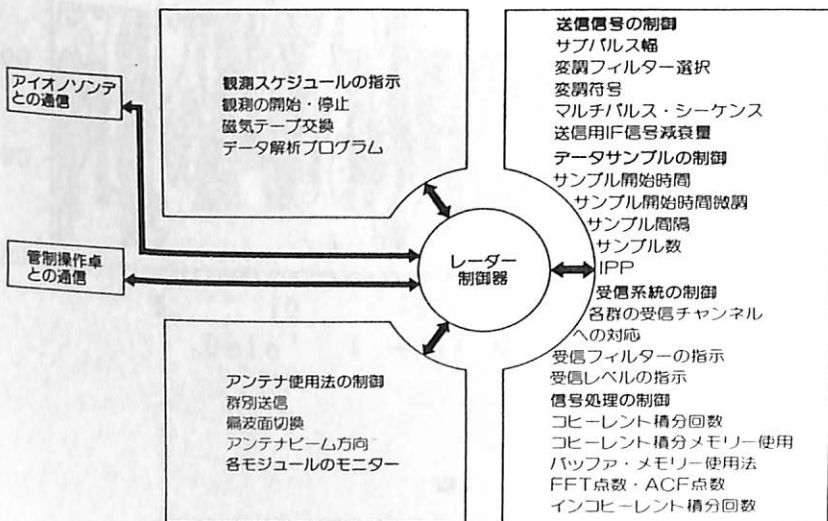 アイオノゾンデ
との通信
管制操作卓
との通信
観測スケジュールの指示
観測の開始・停止
磁気テープ交換
データ解析プログラム
レーダー
制御器
アンテナ使用法の制御
群別送信
偏波面切換
アンテナビーム方向
各モジュールのモニター
送信信号の制御
サブパルス幅
変調フィルター選択
変調符号
マルチパルス・シーケンス
送信用IF信号減衰量
データサンプルの制御
サンプル開始時間
サンプル開始時間微調
サンプル間隔
サンプル数
IPP
受信系統の制御
各群の受信チャンネル
への対応
受信フィルターの指示
受信レベルの指示
信号処理の制御
コヒーレント積分回数
コヒーレント積分メモリー使用
バッファ・メモリー使用法
FFT点数・ACF点数
インコヒーレント積分回数